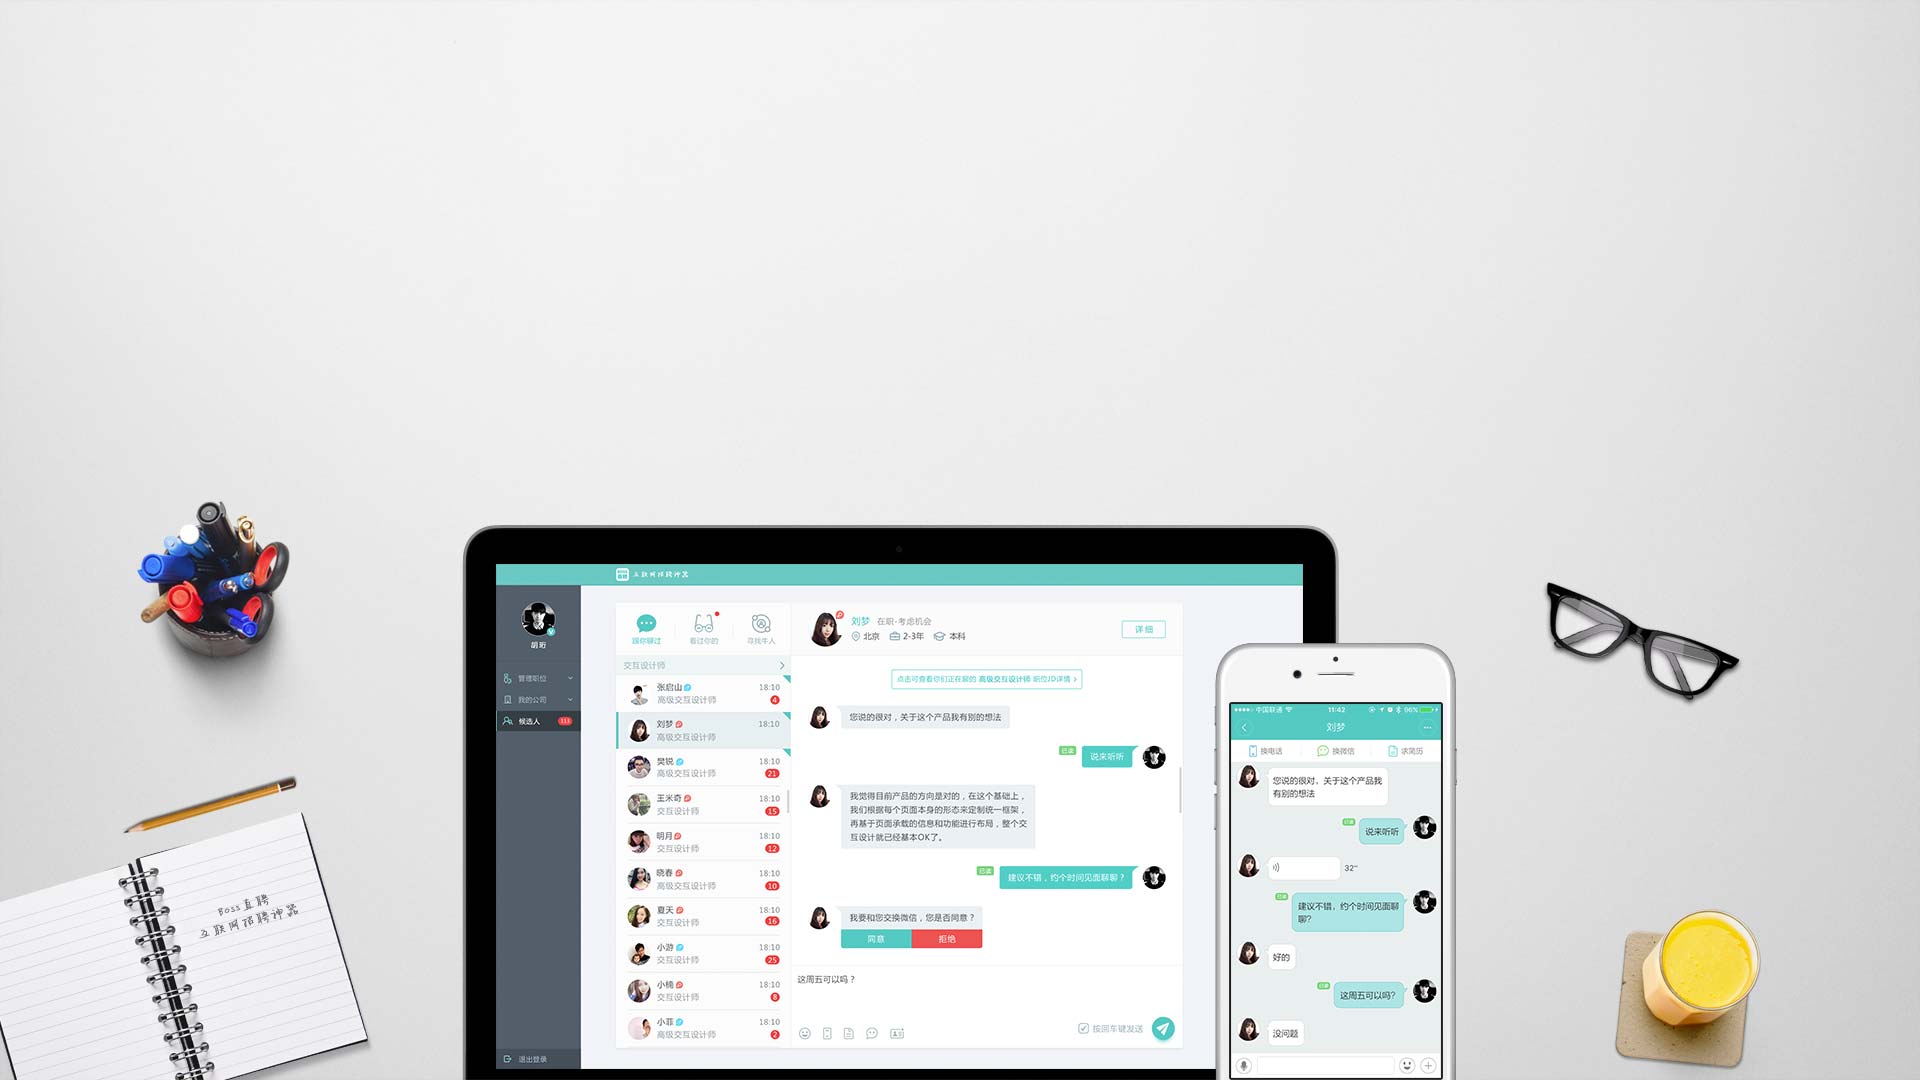 Boss直聘
互联网招聘神器
互联网招聘神器
胡珩
管理职位
我的公司
候选人
113
退出登录
跟你聊过
看过你的
寻找牛人
交互设计师
张启山
18:10
高级交互设计师
4
刘梦
18:10
高级交互设计师
樊锐
18:10
高级交互设计师
21
王米奇
18:10
交互设计师
15
明月
18:10
交互设计师
12
晓春
18:10
高级交互设计师
10
夏天
18:10
交互设计师
16
小游
18:10
交互设计师
25
小楠
18:10
交互设计师
8
小菲
18:10
高级交互设计师
2
刘梦 在职-考虑机会
北京 2-3年 本科
详细
点击可查看你们正在聊的 高级交互设计师 职位JD详情 >
您说的很对，关于这个产品我有别的想法
已读
说来听听
我觉得目前产品的方向是对的，在这个基础上，
我们根据每个页面本身的形态来定制统一框架，
再基于页面承载的信息和功能进行布局，整个交
互设计就已经基本OK了。
已读
建议不错，约个时间见面聊聊？
我要和您交换微信，您是否同意？
同意
拒绝
这周五可以吗？
按回车键发送
中国联通
11:42
96%
刘梦
换电话
换微信
求简历
您说的很对，关于这个产品我
有别的想法
已读
说来听听
32"
已读
建议不错，约个时间见面聊
聊?
好的
已读
这周五可以吗?
没问题